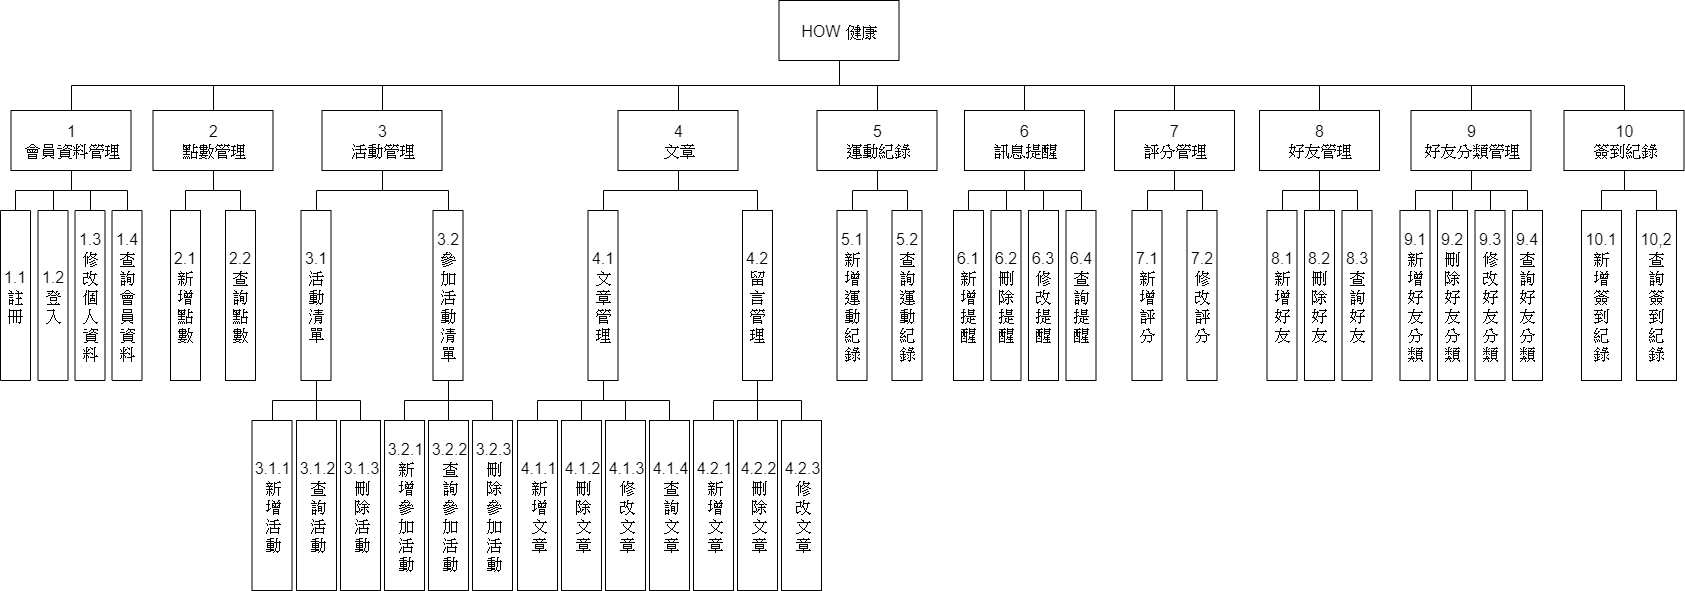 HOW 健康
1
會員資料管理
2
點數管理
3
活動管理
4
文章
5
運動紀錄
6
訊息提醒
7
評分管理
8
好友管理
9
好友分類管理
10
簽到紀錄
1.1
註冊
1.2
登入
1.3
修改個人資料
1.4
查詢會員資料
2.1
新增點數
2.2
查詢點數
3.1
活動清單
3.2
參加活動清單
4.1
文章管理
4.2
留言管理
5.1
新增運動紀錄
5.2
查詢運動紀錄
6.1
新增提醒
6.2
刪除提醒
6.3
修改提醒
6.4
查詢提醒
7.1
新增評分
7.2
修改評分
8.1
新增好友
8.2
刪除好友
8.3
查詢好友
9.1
新增好友分類
9.2
刪除好友分類
9.3
修改好友分類
9.4
查詢好友分類
10.1
新增簽到紀錄
10,2
查詢簽到紀錄
3.1.1
新增活動
3.1.2
查詢活動
3.1.3
刪除活動
3.2.1
新增參加活動
3.2.2
查詢參加活動
3.2.3
刪除參加活動
4.1.1
新增文章
4.1.2
刪除文章
4.1.3
修改文章
4.1.4
查詢文章
4.2.1
新增文章
4.2.2
刪除文章
4.2.3
修改文章